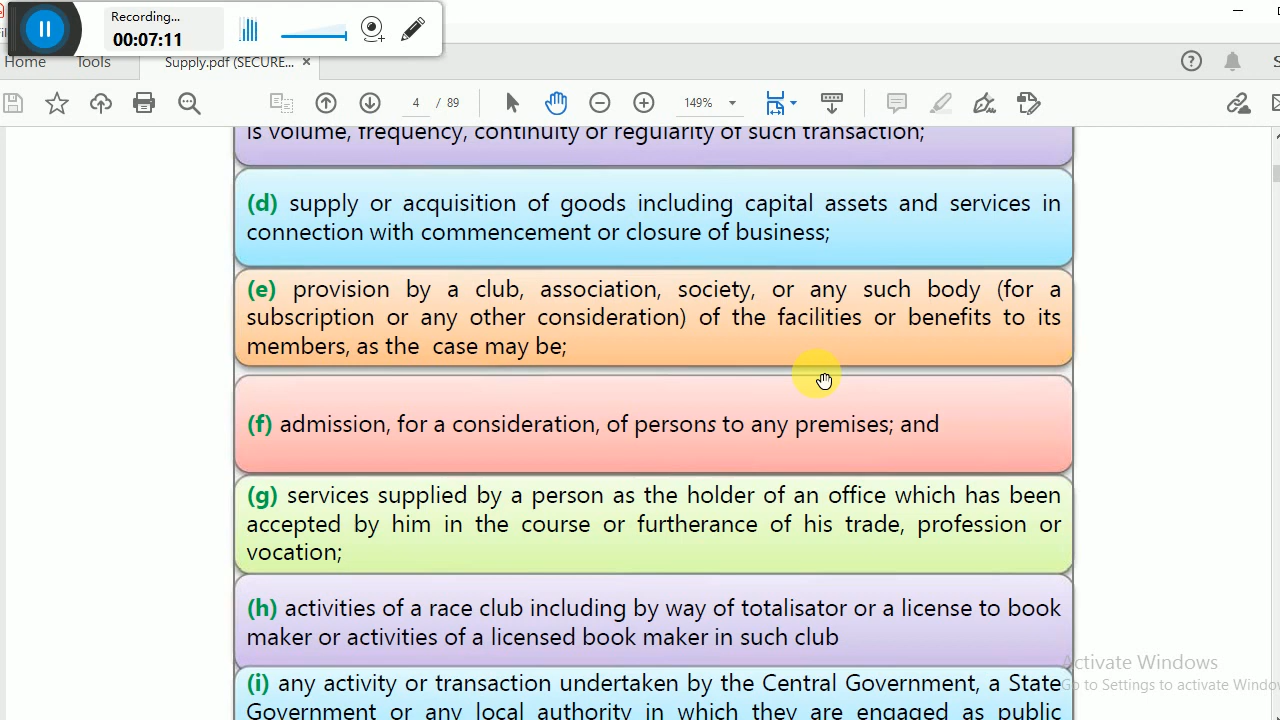 Recording...
00:07:11
Home Tools Supply.pdf (SECURE... ×
4 / 89 149%
is volume, frequency, continuity or regularity of such transaction;
(d) supply or acquisition of goods including capital assets and services in
connection with commencement or closure of business;
(e) provision by a club, association, society, or any such body (for a
subscription or any other consideration) of the facilities or benefits to its
members, as the case may be;
(f) admission, for a consideration, of persons to any premises; and
(g) services supplied by a person as the holder of an office which has been
accepted by him in the course or furtherance of his trade, profession or
vocation;
(h) activities of a race club including by way of totalisator or a license to book
maker or activities of a licensed book maker in such club
(i) any activity or transaction undertaken by the Central Government, a State
Government or any local authority in which they are engaged as public
Activate Windows
Go to Settings to activate Windo